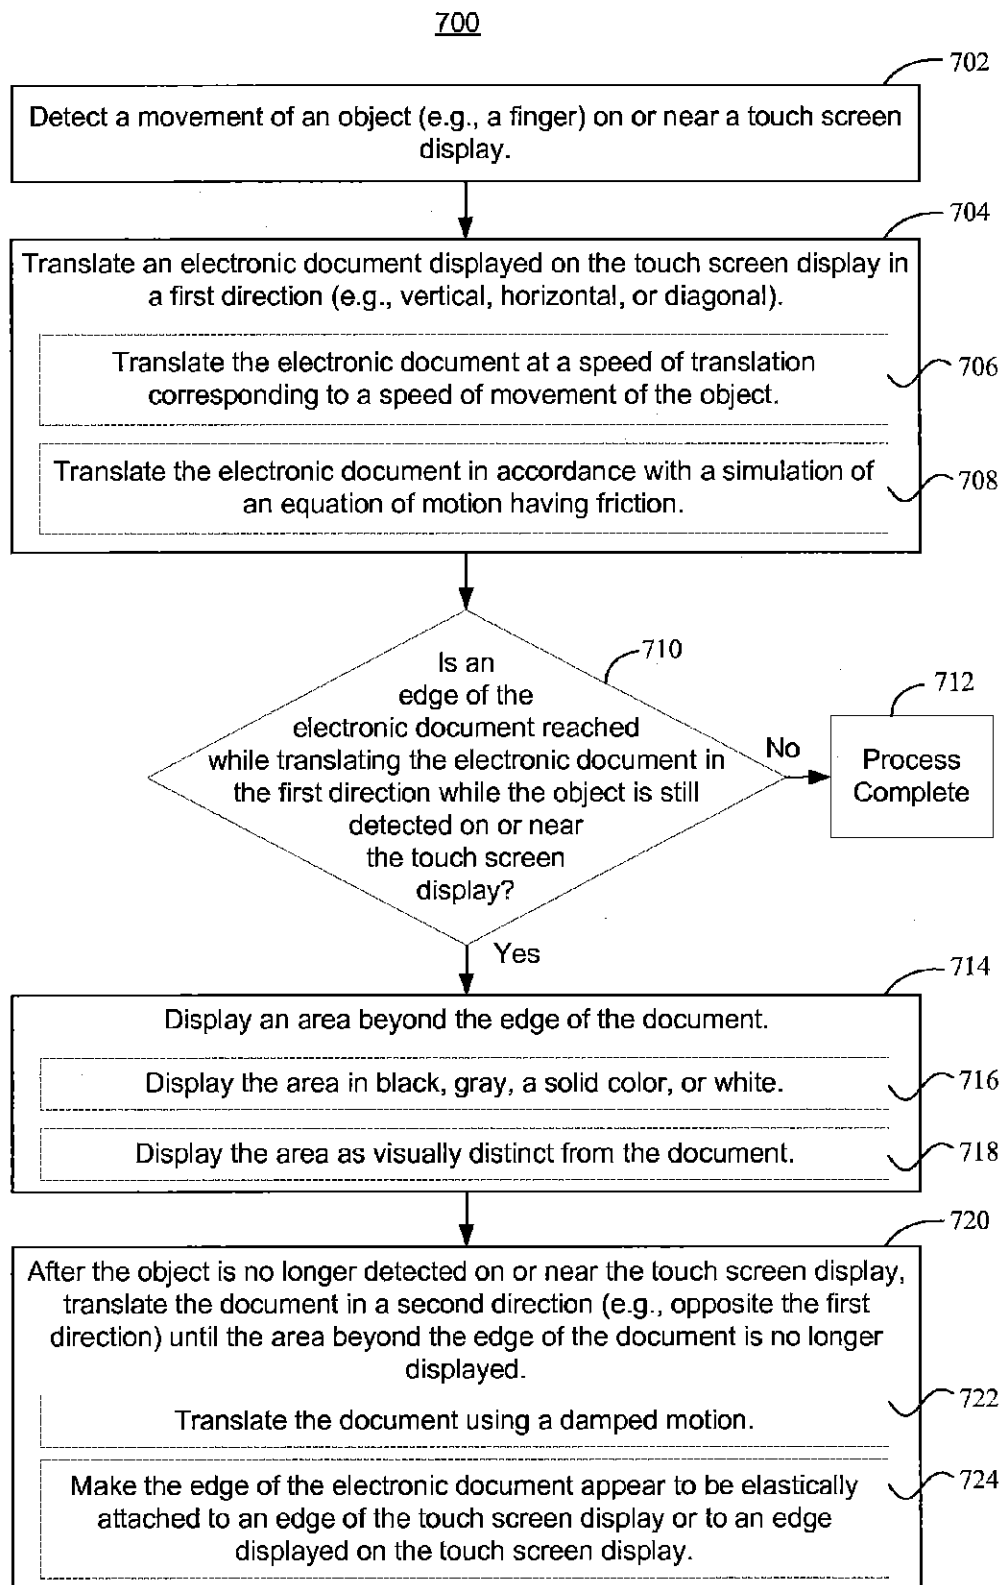 700
702
Detect a movement of an object (e.g., a finger) on or near a touch screen
display.
704
Translate an electronic document displayed on the touch screen display in
a first direction (e.g., vertical, horizontal, or diagonal).
Translate the electronic document at a speed of translation
corresponding to a speed of movement of the object.
706
Translate the electronic document in accordance with a simulation of
an equation of motion having friction.
708
710
Is an
edge of the
electronic document reached
while translating the electronic document in
the first direction while the object is still
detected on or near
the touch screen
display?
No
712
Process
Complete
Yes
714
Display an area beyond the edge of the document.
Display the area in black, gray, a solid color, or white.
716
Display the area as visually distinct from the document.
718
720
After the object is no longer detected on or near the touch screen display,
translate the document in a second direction (e.g., opposite the first
direction) until the area beyond the edge of the document is no longer
displayed.
Translate the document using a damped motion.
722
Make the edge of the electronic document appear to be elastically
attached to an edge of the touch screen display or to an edge
displayed on the touch screen display.
724